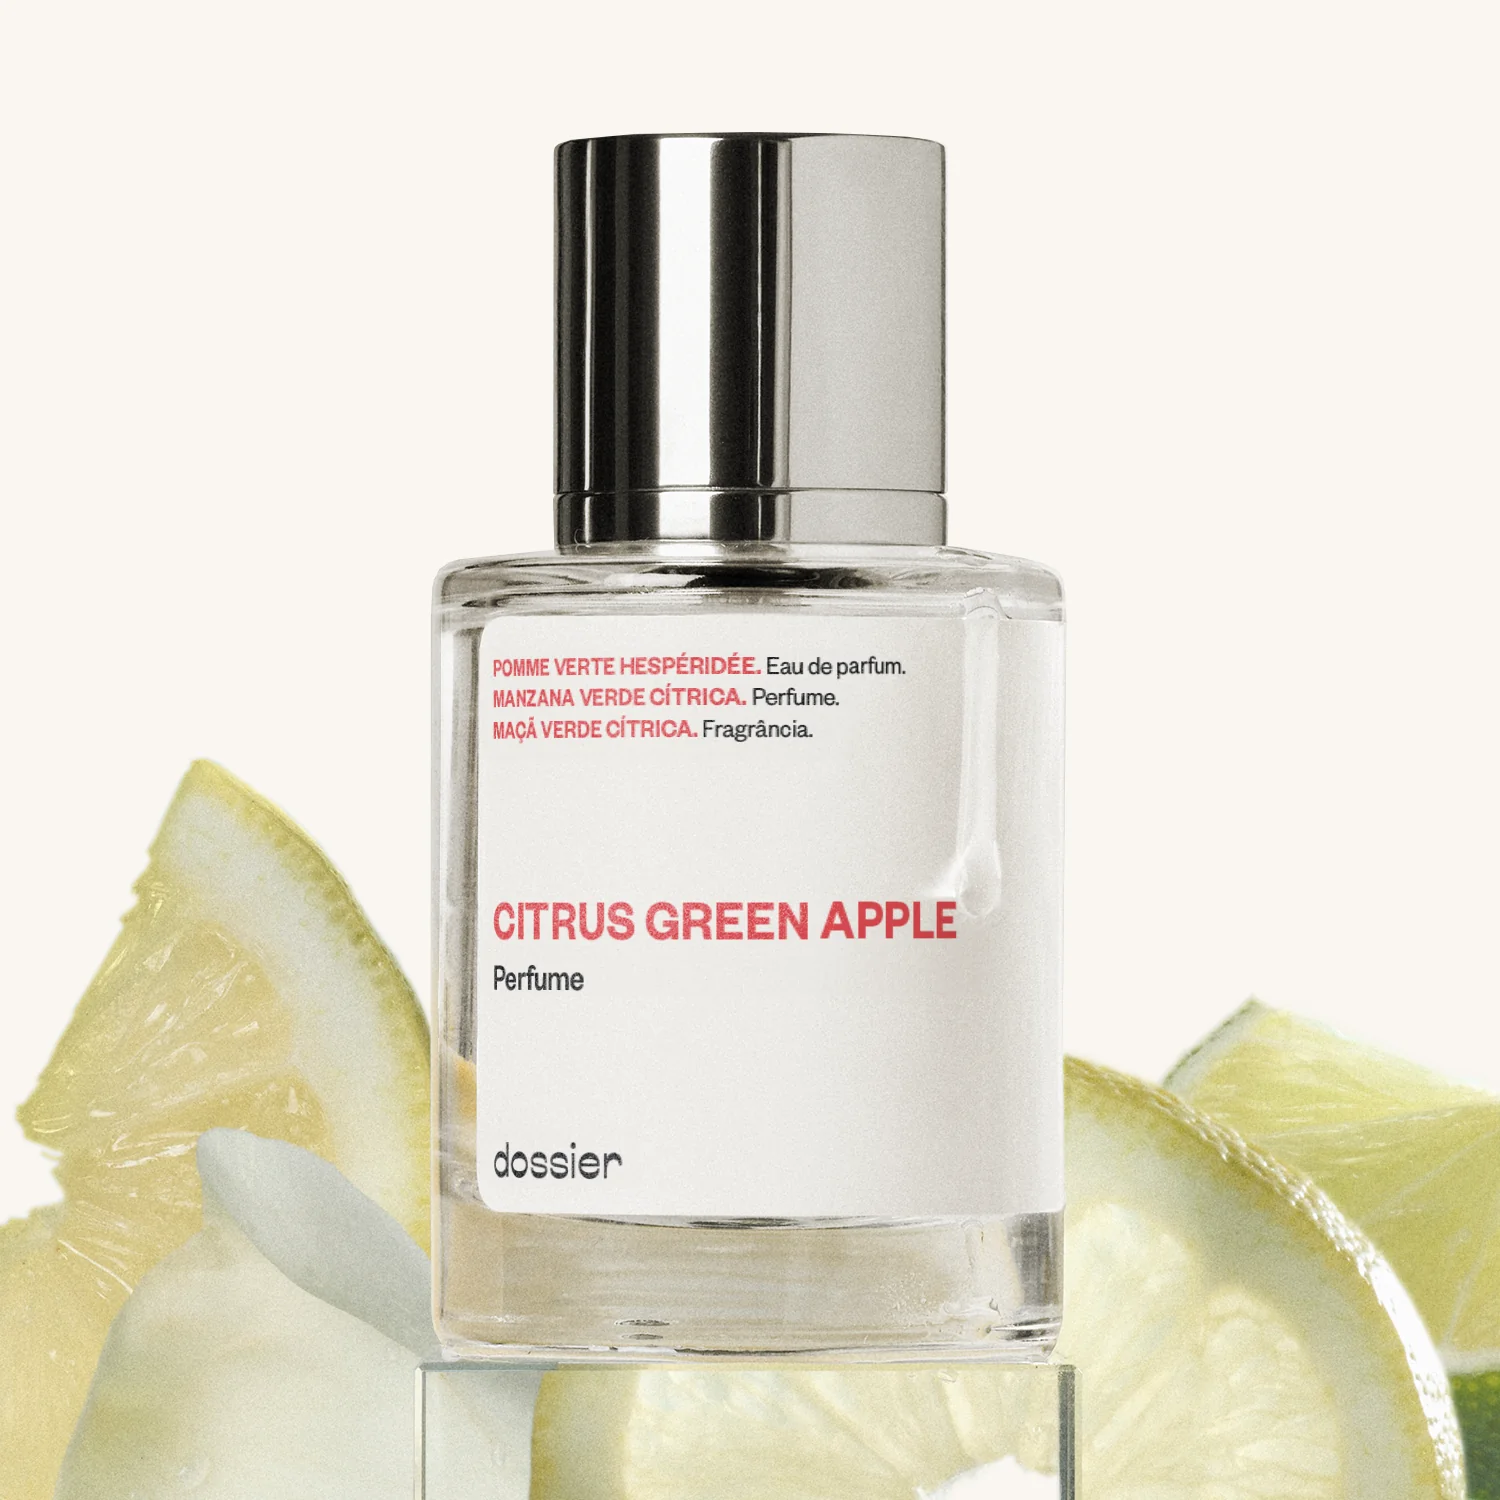 POMME VERTE HESPÉRIDÉE. Eau de parfum.
MANZANA VERDE CÍTRICA. Perfume.
MAÇÃ VERDE CÍTRICA. Fragrância.
CITRUS GREEN APPLE
Perfume
dossier